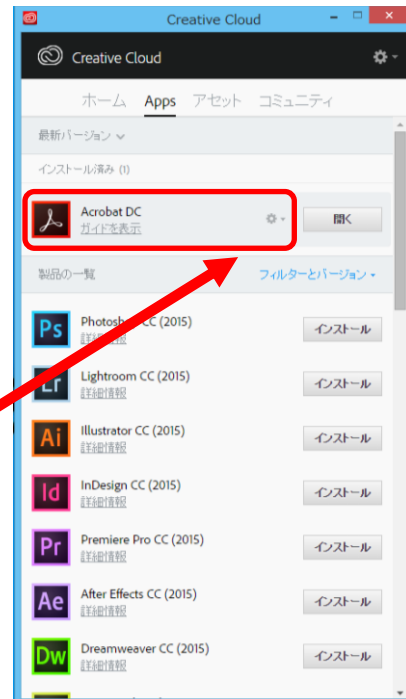 Creative Cloud
Creative Cloud
ホーム Apps アセット コミュニティ
最新バージョン
インストール済み (1)
Acrobat DC
ガイドを表示
開く
製品の一覧 フィルターとバージョン
Ps Photoshop CC (2015)
詳細情報
インストール
Lr Lightroom CC (2015)
詳細情報
インストール
Ai Illustrator CC (2015)
詳細情報
インストール
Id InDesign CC (2015)
詳細情報
インストール
Pr Premiere Pro CC (2015)
詳細情報
インストール
Ae After Effects CC (2015)
詳細情報
インストール
Dw Dreamweaver CC (2015)
詳細情報
インストール